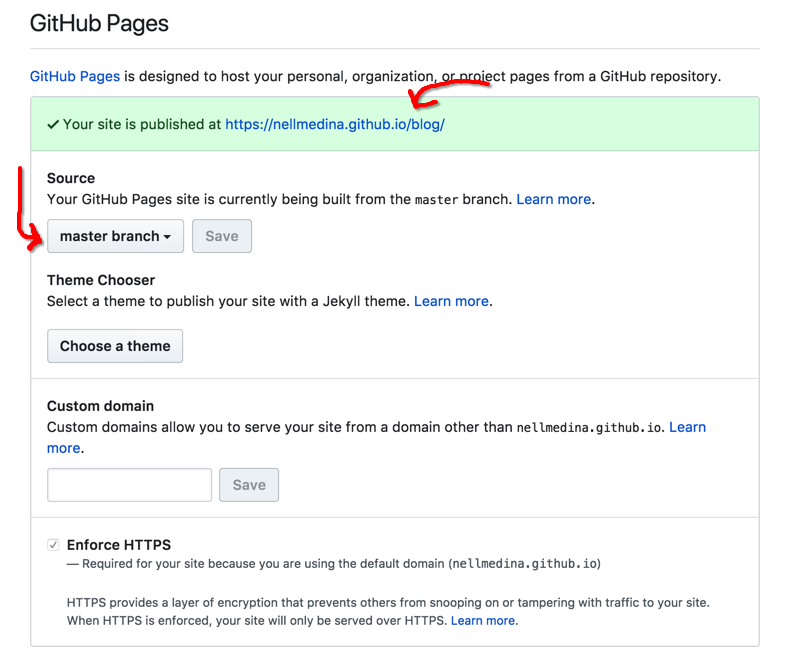 GitHub Pages
GitHub Pages is designed to host your personal, organization, or project pages from a GitHub repository.
Your site is published at https://nellmedina.github.io/blog/
Source
Your GitHub Pages site is currently being built from the master branch. Learn more.
master branch Save
Theme Chooser
Select a theme to publish your site with a Jekyll theme. Learn more.
Choose a theme
Custom domain
Custom domains allow you to serve your site from a domain other than nellmedina.github.io. Learn
more.
Save
Enforce HTTPS
— Required for your site because you are using the default domain (nellmedina.github.io)
HTTPS provides a layer of encryption that prevents others from snooping on or tampering with traffic to your site.
When HTTPS is enforced, your site will only be served over HTTPS. Learn more.